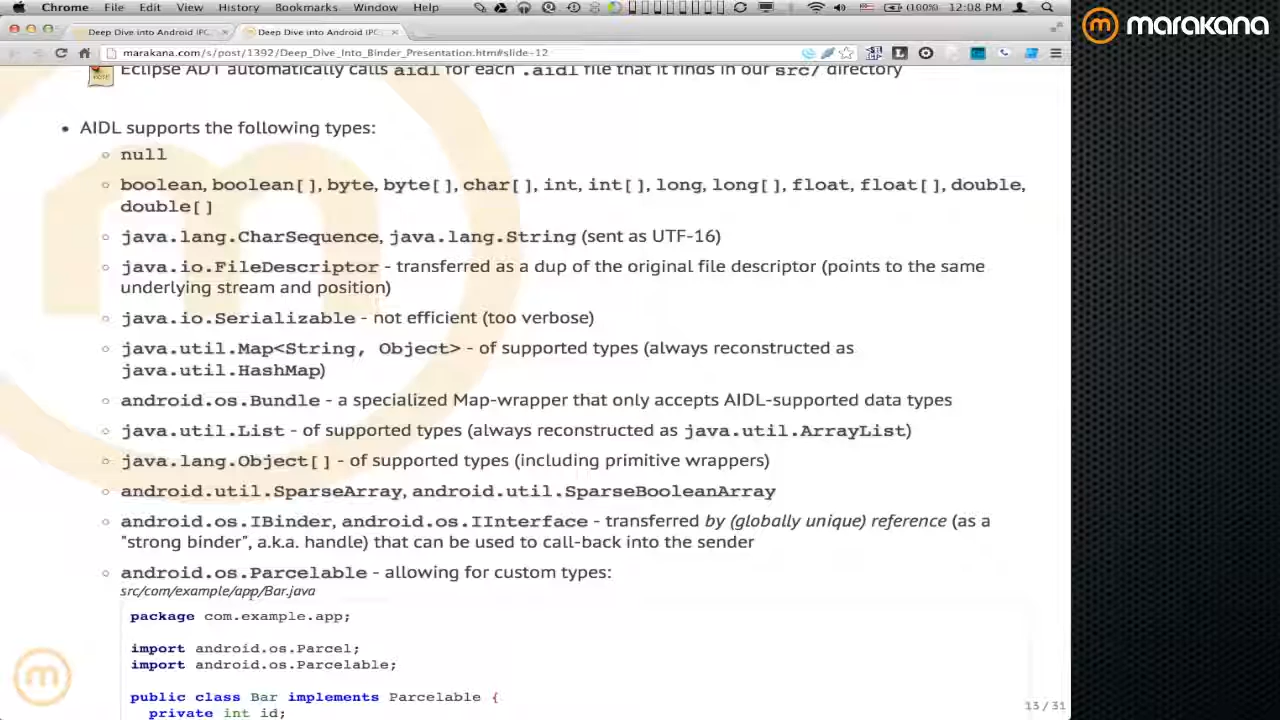 Chrome File Edit View History Bookmarks Window Help (100%) 12:08 PM
marakana
Deep Dive into Android IPC Deep Dive into Android IPC
marakana.com/s/post/1392/Deep_Dive_Into_Binder_Presentation.htm#slide-12
Eclipse ADT automatically calls aidl for each .aidl file that it finds in our src/ directory
AIDL supports the following types:
null
boolean, boolean[], byte, byte[], char[], int, int[], long, long[], float, float[], double,
double[]
java.lang.CharSequence, java.lang.String (sent as UTF-16)
java.io.FileDescriptor - transferred as a dup of the original file descriptor (points to the same
underlying stream and position)
java.io.Serializable - not efficient (too verbose)
java.util.Map<String, Object> - of supported types (always reconstructed as
java.util.HashMap)
android.os.Bundle - a specialized Map-wrapper that only accepts AIDL-supported data types
java.util.List - of supported types (always reconstructed as java.util.ArrayList)
java.lang.Object[] - of supported types (including primitive wrappers)
android.util.SparseArray, android.util.SparseBooleanArray
android.os.IBinder, android.os.IInterface - transferred by (globally unique) reference (as a
"strong binder", a.k.a. handle) that can be used to call-back into the sender
android.os.Parcelable - allowing for custom types:
src/com/example/app/Bar.java
package com.example.app;
import android.os.Parcel;
import android.os.Parcelable;
public class Bar implements Parcelable {
private int id;
13 / 31